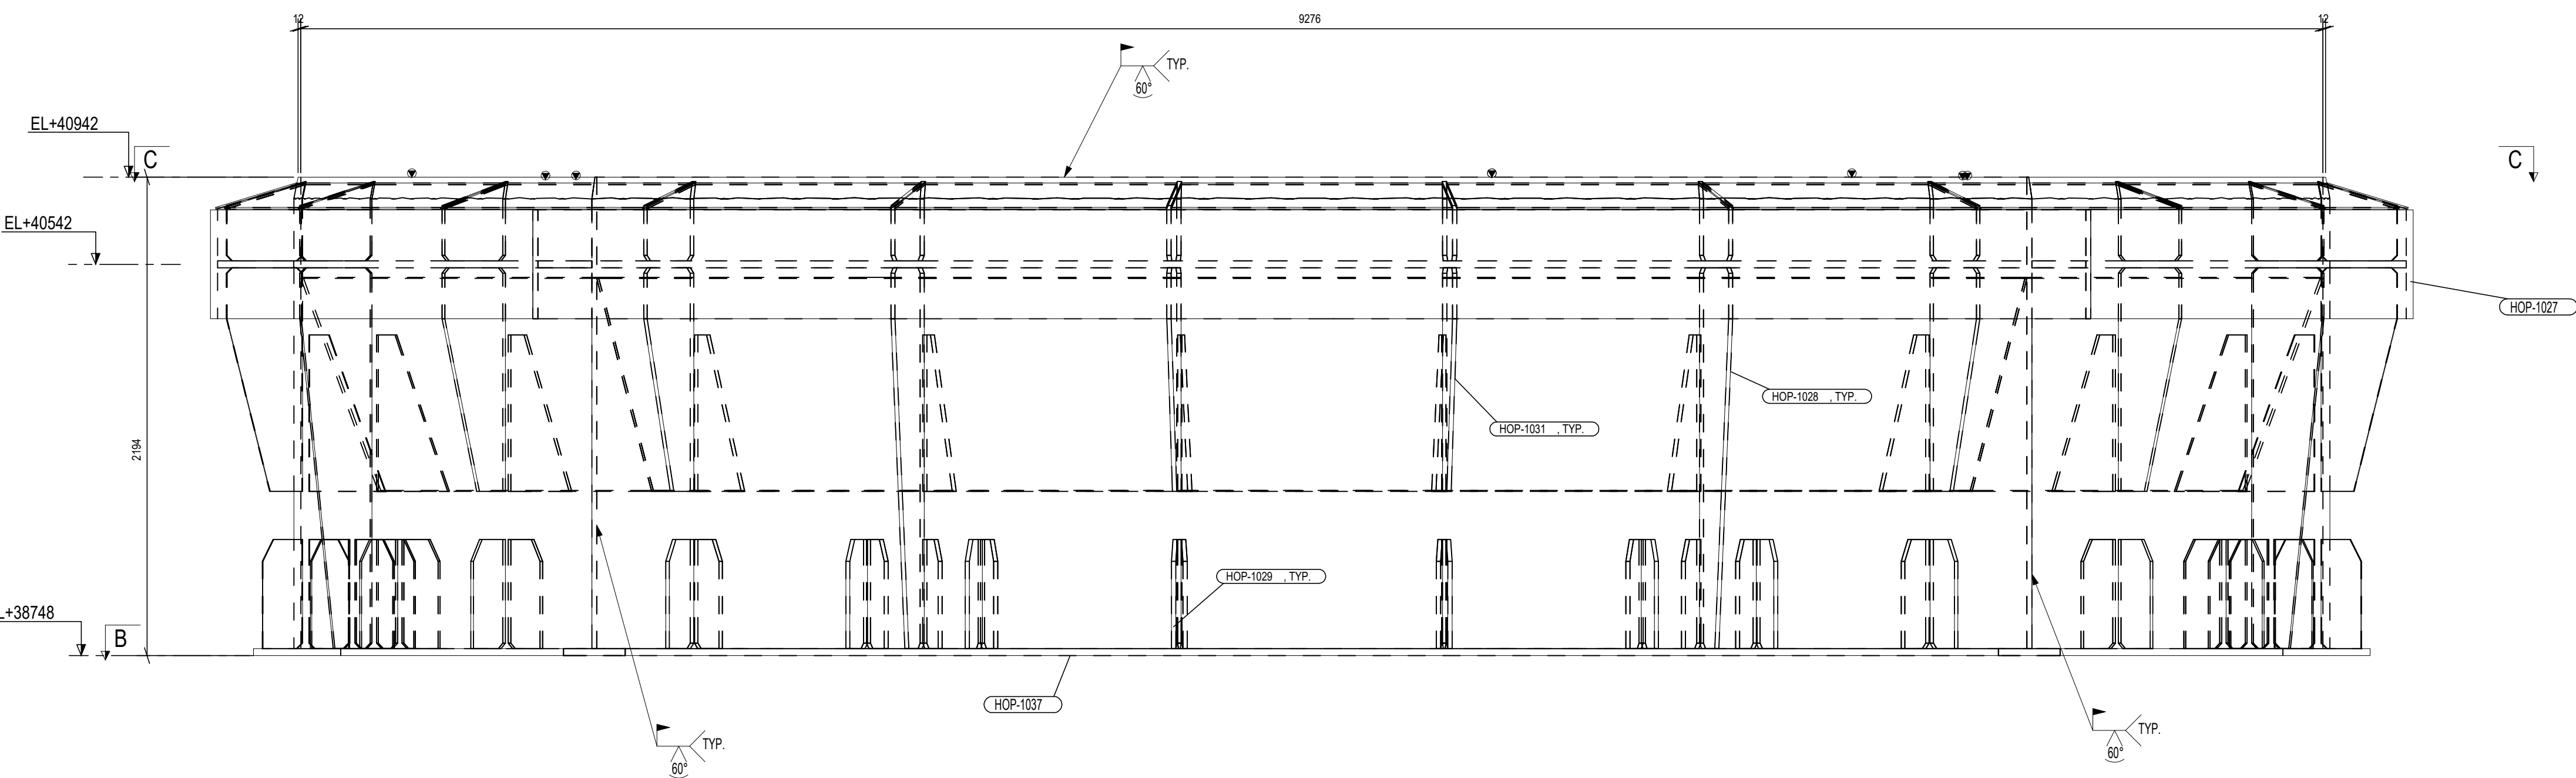 12
9276
12
TYP.
60°
EL+40942
C
C
EL+40542
HOP-1027
HOP-1028 , TYP.
HOP-1031 , TYP.
2194
HOP-1029 , TYP.
L+38748
B
HOP-1037
TYP.
60°
TYP.
60°